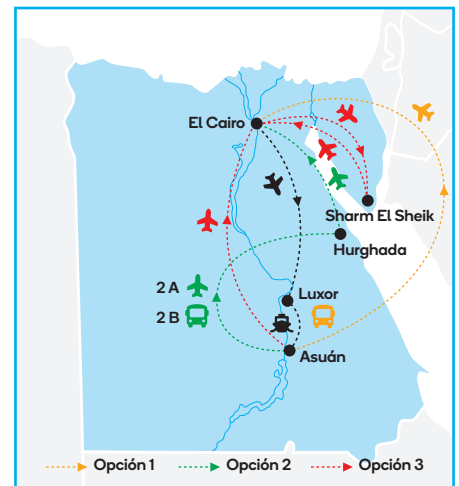 El Cairo
Sharm El Sheik
Hurghada
2 A
2 B
Luxor
Asuán
Opción 1
Opción 2
Opción 3